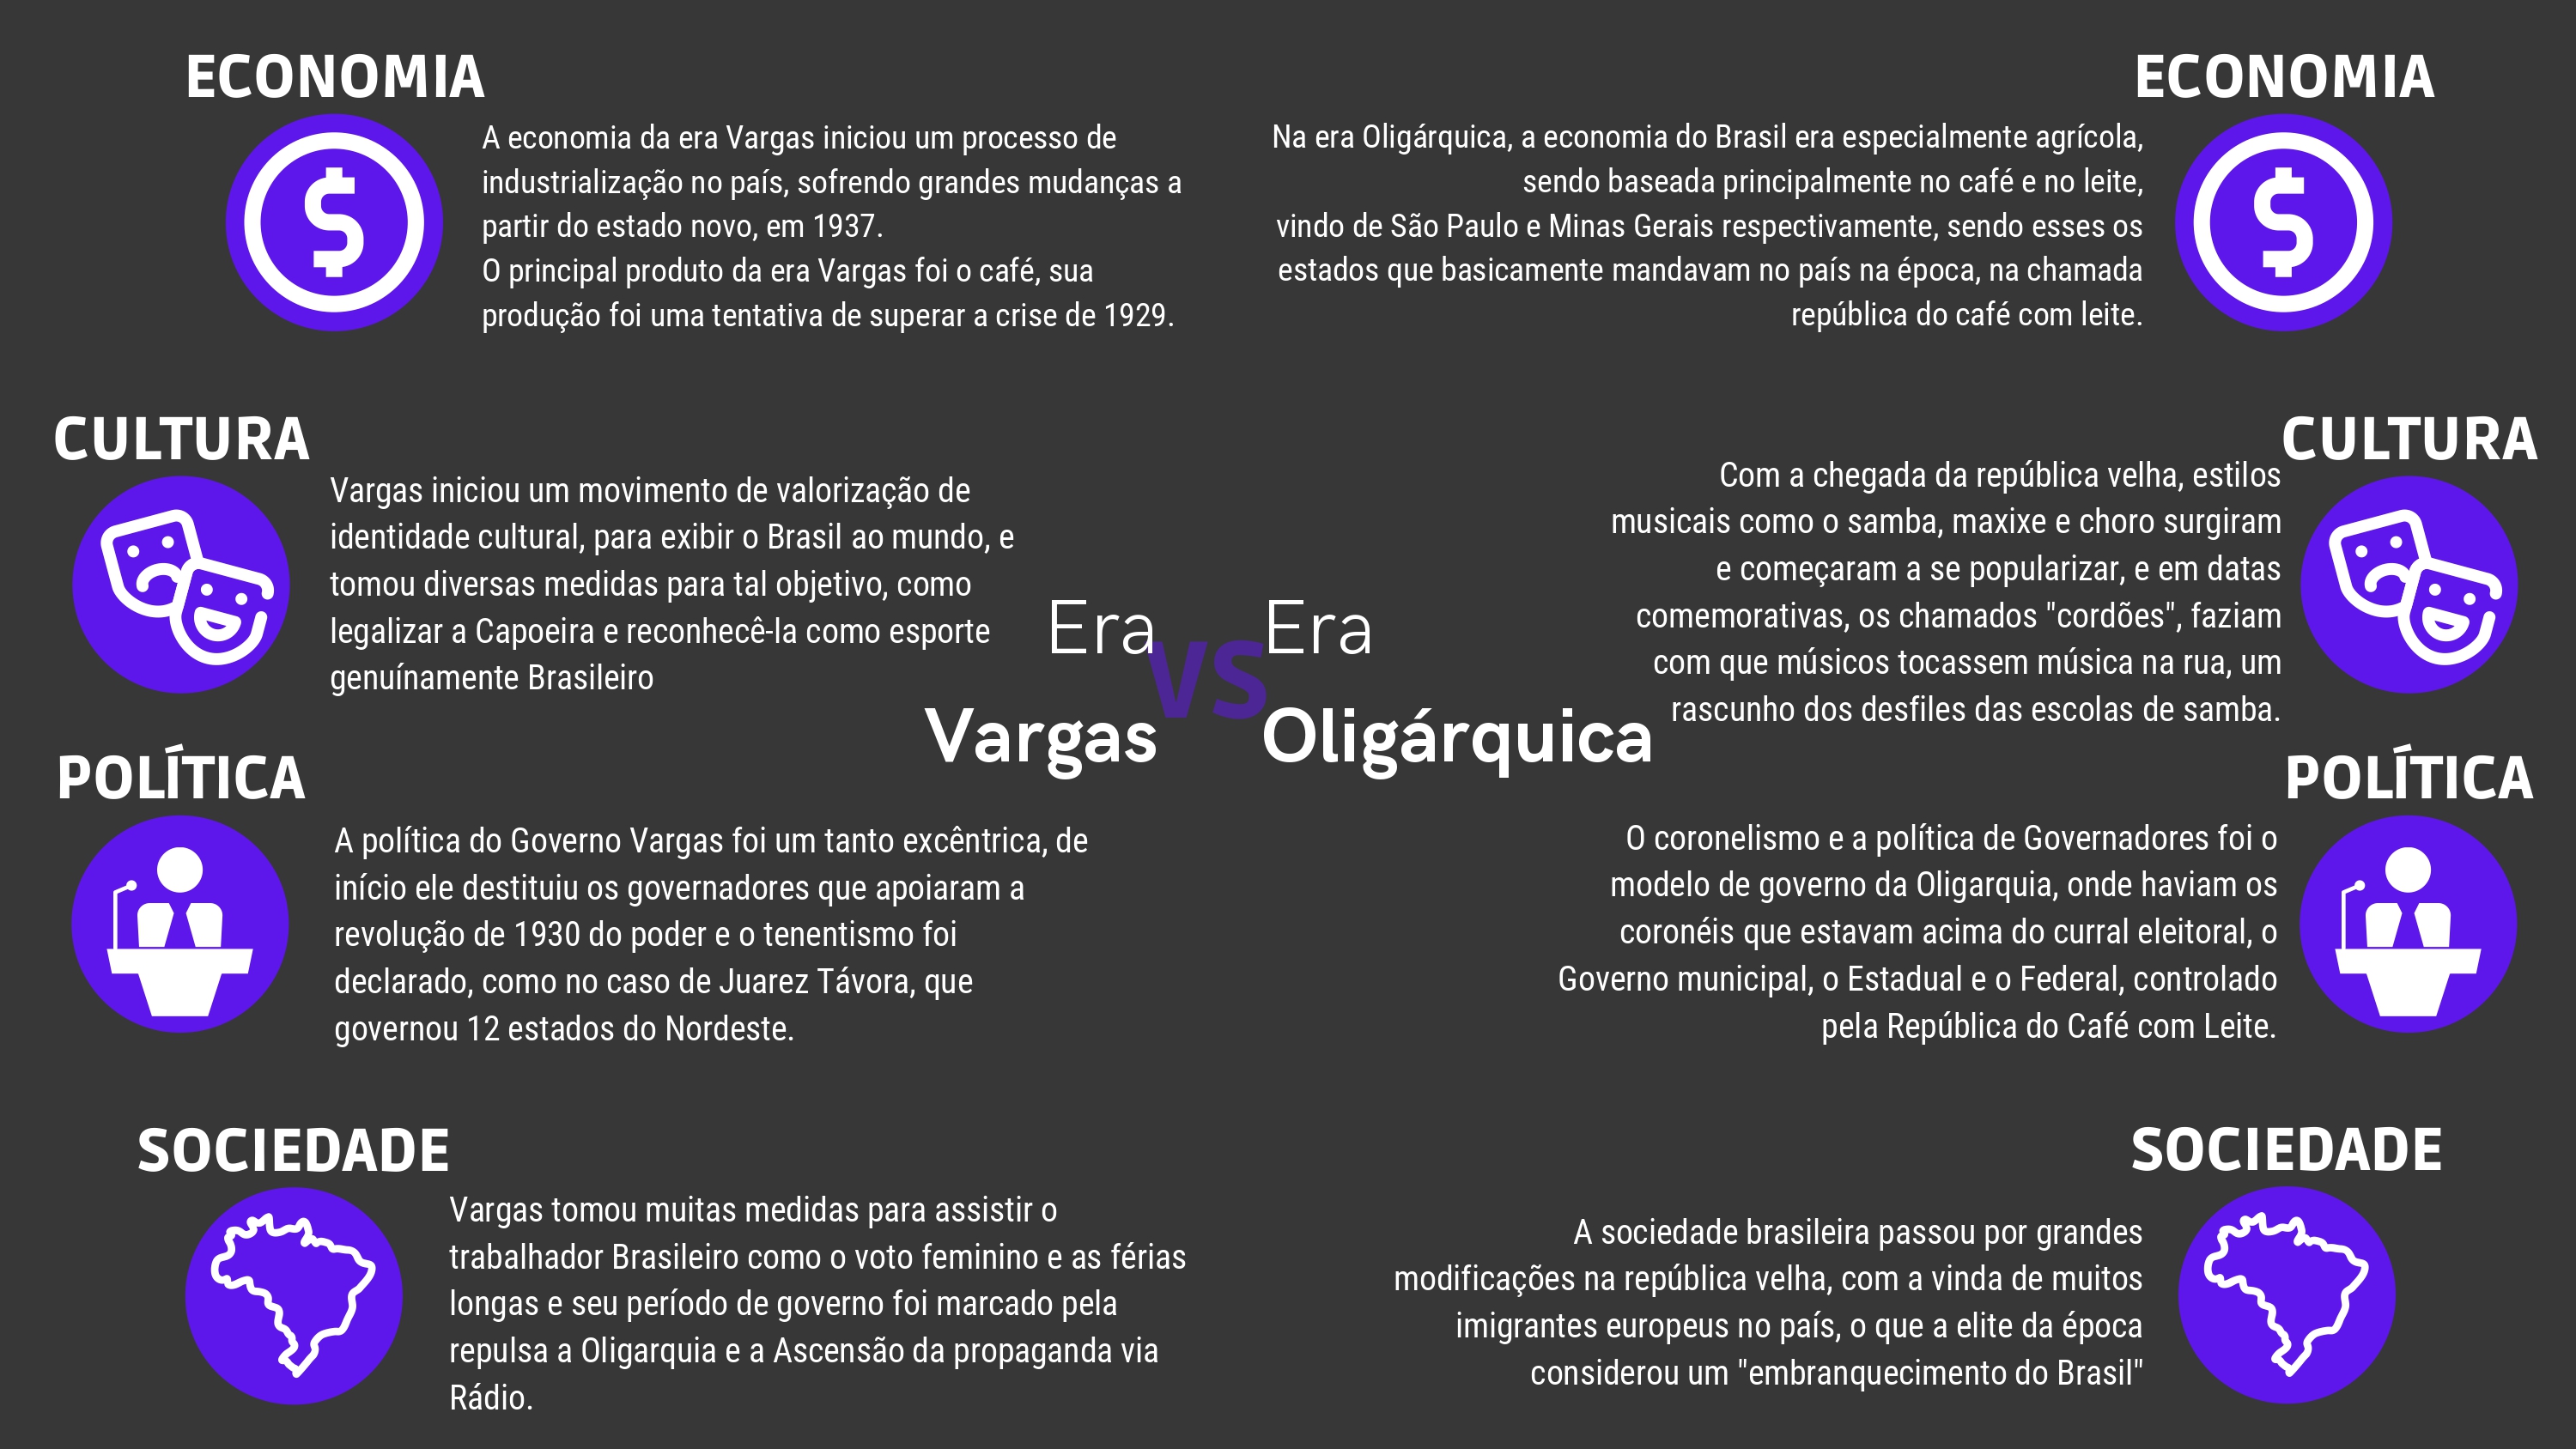 ECONOMIA
A economia da era Vargas iniciou um processo de
industrialização no país, sofrendo grandes mudanças a
partir do estado novo, em 1937.
O principal produto da era Vargas foi o café, sua
produção foi uma tentativa de superar a crise de 1929.
CULTURA
Vargas iniciou um movimento de valorização de
identidade cultural, para exibir o Brasil ao mundo, e
tomou diversas medidas para tal objetivo, como
legalizar a Capoeira e reconhecê-la como esporte
genuínamente Brasileiro
POLÍTICA
A política do Governo Vargas foi um tanto excêntrica, de
início ele destituiu os governadores que apoiaram a
revolução de 1930 do poder e o tenentismo foi
declarado, como no caso de Juarez Távora, que
governou 12 estados do Nordeste.
SOCIEDADE
Vargas tomou muitas medidas para assistir o
trabalhador Brasileiro como o voto feminino e as férias
longas e seu período de governo foi marcado pela
repulsa a Oligarquia e a Ascensão da propaganda via
Rádio.
Era
Vargas
VS
Era
Oligárquica
ECONOMIA
Na era Oligárquica, a economia do Brasil era especialmente agrícola,
sendo baseada principalmente no café e no leite,
vindo de São Paulo e Minas Gerais respectivamente, sendo esses os
estados que basicamente mandavam no país na época, na chamada
república do café com leite.
CULTURA
Com a chegada da república velha, estilos
musicais como o samba, maxixe e choro surgiram
e começaram a se popularizar, e em datas
comemorativas, os chamados "cordões", faziam
com que músicos tocassem música na rua, um
rascunho dos desfiles das escolas de samba.
POLÍTICA
O coronelismo e a política de Governadores foi o
modelo de governo da Oligarquia, onde haviam os
coronéis que estavam acima do curral eleitoral, o
Governo municipal, o Estadual e o Federal, controlado
pela República do Café com Leite.
SOCIEDADE
A sociedade brasileira passou por grandes
modificações na república velha, com a vinda de muitos
imigrantes europeus no país, o que a elite da época
considerou um "embranquecimento do Brasil"